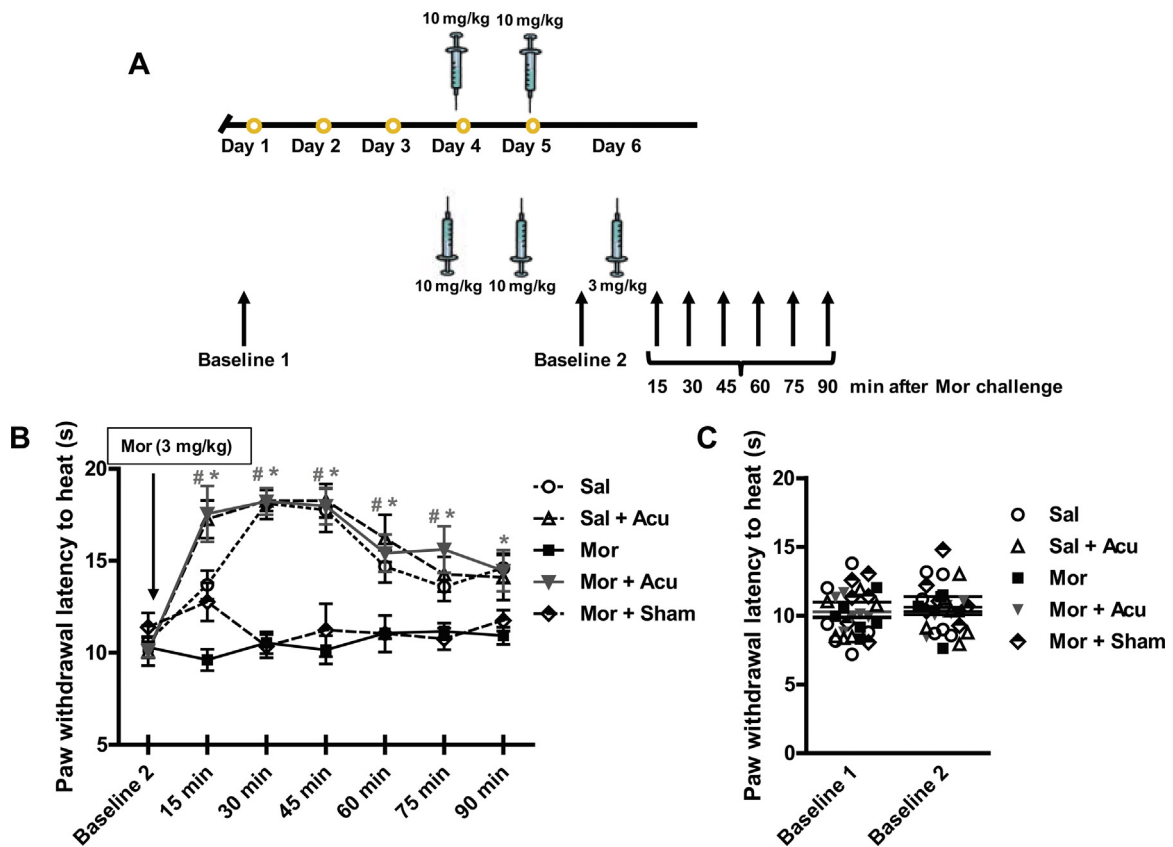 10 mg/kg 10 mg/kg
A
Day 1 Day 2 Day 3 Day 4 Day 5 Day 6
10 mg/kg 10 mg/kg 3 mg/kg
Baseline 1 Baseline 2
15 30 45 60 75 90 min after Mor challenge
B
Paw withdrawal latency to heat (s)
Mor (3 mg/kg)
20
15
10
5
# * # * # * # * # * *
Baseline 2 15 min 30 min 45 min 60 min 75 min 90 min
Sal
Sal + Acu
Mor
Mor + Acu
Mor + Sham
C
Paw withdrawal latency to heat (s)
20
15
10
5
0
Baseline 1 Baseline 2
Sal
Sal + Acu
Mor
Mor + Acu
Mor + Sham